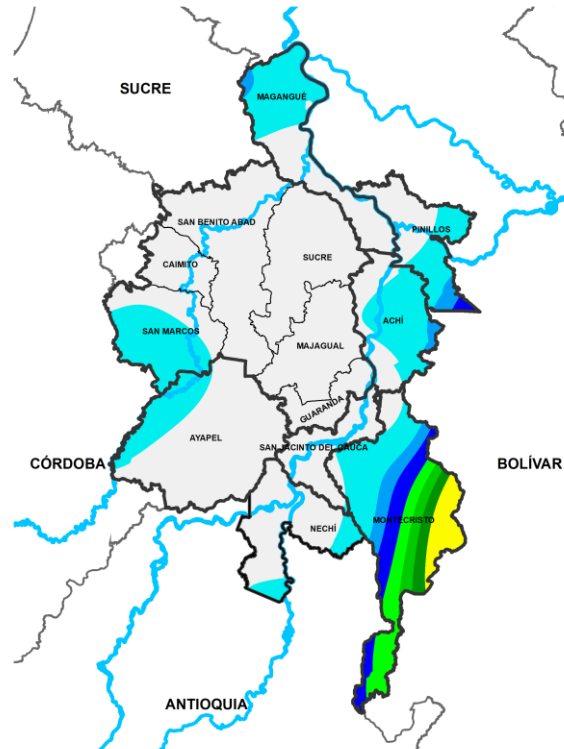 SUCRE
MAGANGUÉ
SAN BENITO ABAD
PINILLOS
CAIMITO
SUCRE
ACHÍ
SAN MARCOS
MAJAGUAL
GUARANDA
AYAPEL
SAN JACINTO DEL CAUCA
CÓRDOBA
BOLÍVAR
NECHÍ
MONTECRISTO
ANTIOQUIA